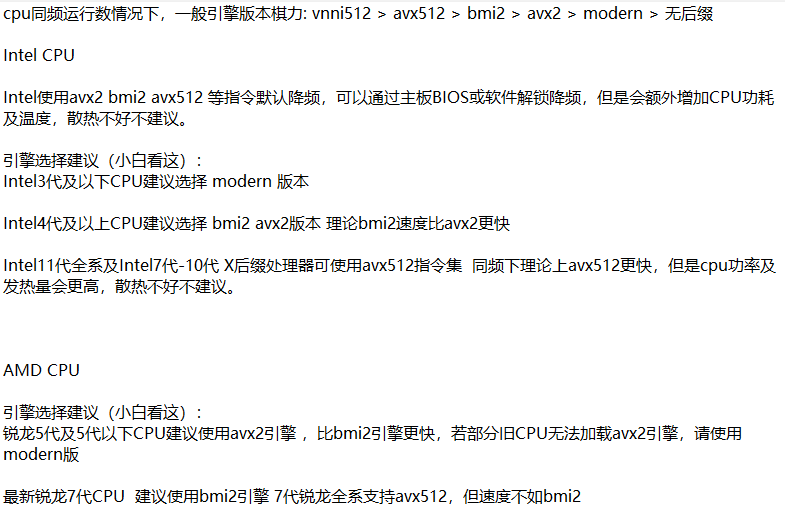 cpu同频运行数情况下，一般引擎版本棋力: vnni512 > avx512 > bmi2 > avx2 > modern > 无后缀
Intel CPU
Intel使用avx2 bmi2 avx512 等指令默认降频，可以通过主板BIOS或软件解锁降频，但是会额外增加CPU功耗
及温度，散热不好不建议。
引擎选择建议（小白看这）：
Intel3代及以下CPU建议选择 modern 版本
Intel4代及以上CPU建议选择 bmi2 avx2版本 理论bmi2速度比avx2更快
Intel11代全系及Intel7代-10代 X后缀处理器可使用avx512指令集  同频下理论上avx512更快，但是cpu功率及
发热量会更高，散热不好不建议。
AMD CPU
引擎选择建议（小白看这）：
锐龙5代及5代以下CPU建议使用avx2引擎 ，比bmi2引擎更快，若部分旧CPU无法加载avx2引擎，请使用
modern版
最新锐龙7代CPU  建议使用bmi2引擎 7代锐龙全系支持avx512，但速度不如bmi2